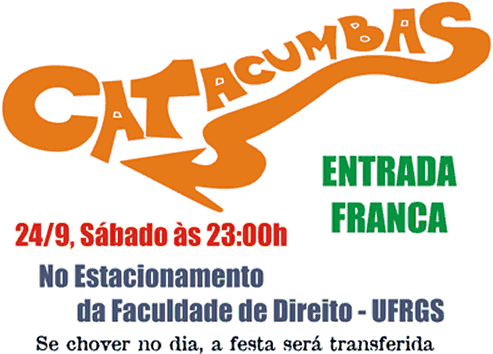 CATACUMBAS
ENTRADA
FRANCA
24/9, Sábado às 23:00h
No Estacionamento
da Faculdade de Direito - UFRGS
Se chover no dia, a festa será transferida